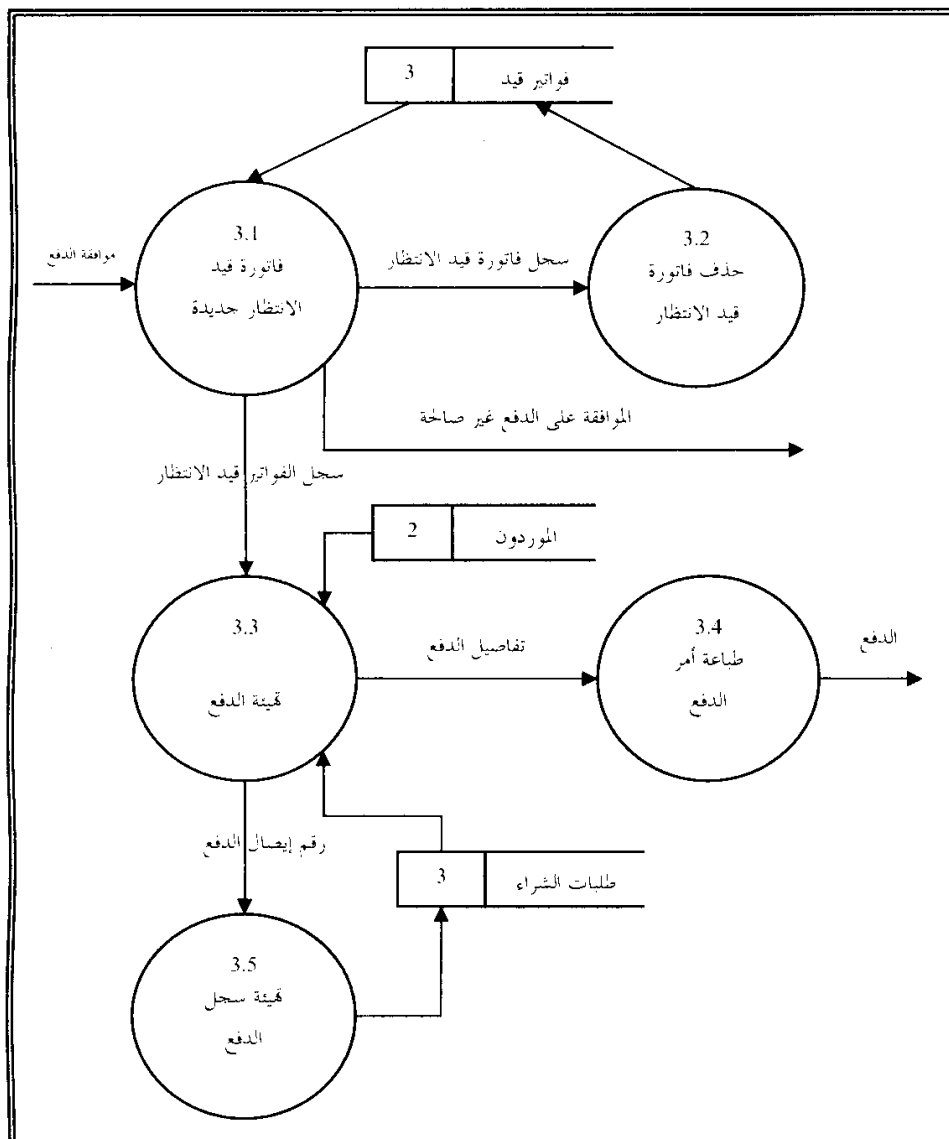 3
فواتير قيد
3.1
فاتورة قيد
الانتظار جديدة
موافقة الدفع
سجل فاتورة قيد الانتظار
3.2
حذف فاتورة
قيد الانتظار
الموافقة على الدفع غير صالحة
سجل الفواتير قيد الانتظار
2
الموردون
3.3
تهيئة الدفع
تفاصيل الدفع
3.4
طباعة أمر
الدفع
الدفع
رقم إيصال الدفع
3
طلبات الشراء
3.5
تهيئة سجل
الدفع